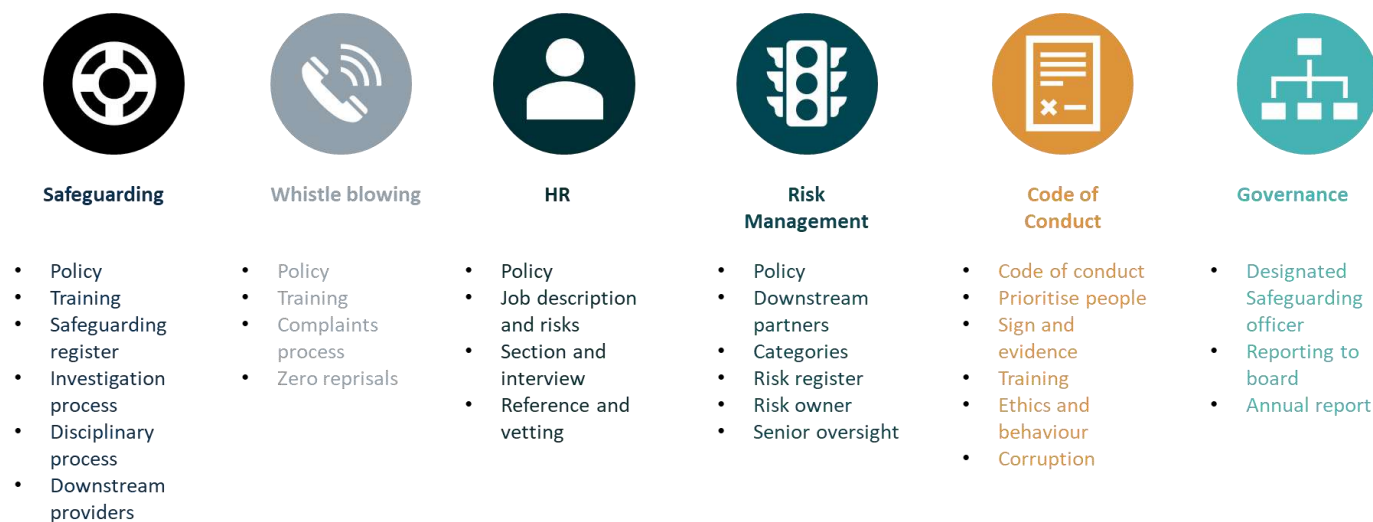 Safeguarding
• Policy
• Training
• Safeguarding
register
• Investigation
process
• Disciplinary
process
• Downstream
providers
Whistle blowing
• Policy
• Training
• Complaints
process
• Zero reprisals
HR
• Policy
• Job description
and risks
• Section and
interview
• Reference and
vetting
Risk
Management
• Policy
• Downstream
partners
• Categories
• Risk register
• Risk owner
• Senior oversight
Code of
Conduct
• Code of conduct
• Prioritise people
• Sign and
evidence
• Training
• Ethics and
behaviour
• Corruption
Governance
• Designated
Safeguarding
officer
• Reporting to
board
• Annual report